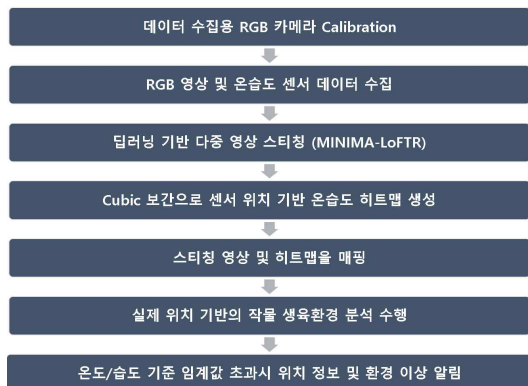 데이터 수집용 RGB 카메라 Calibration
RGB 영상 및 온습도 센서 데이터 수집
딥러닝 기반 다중 영상 스티칭 (MINIMA-LoFTR)
Cubic 보간으로 센서 위치 기반 온습도 히트맵 생성
스티칭 영상 및 히트맵을 매핑
실제 위치 기반의 작물 생육환경 분석 수행
온도/습도 기준 임계값 초과시 위치 정보 및 환경 이상 알림